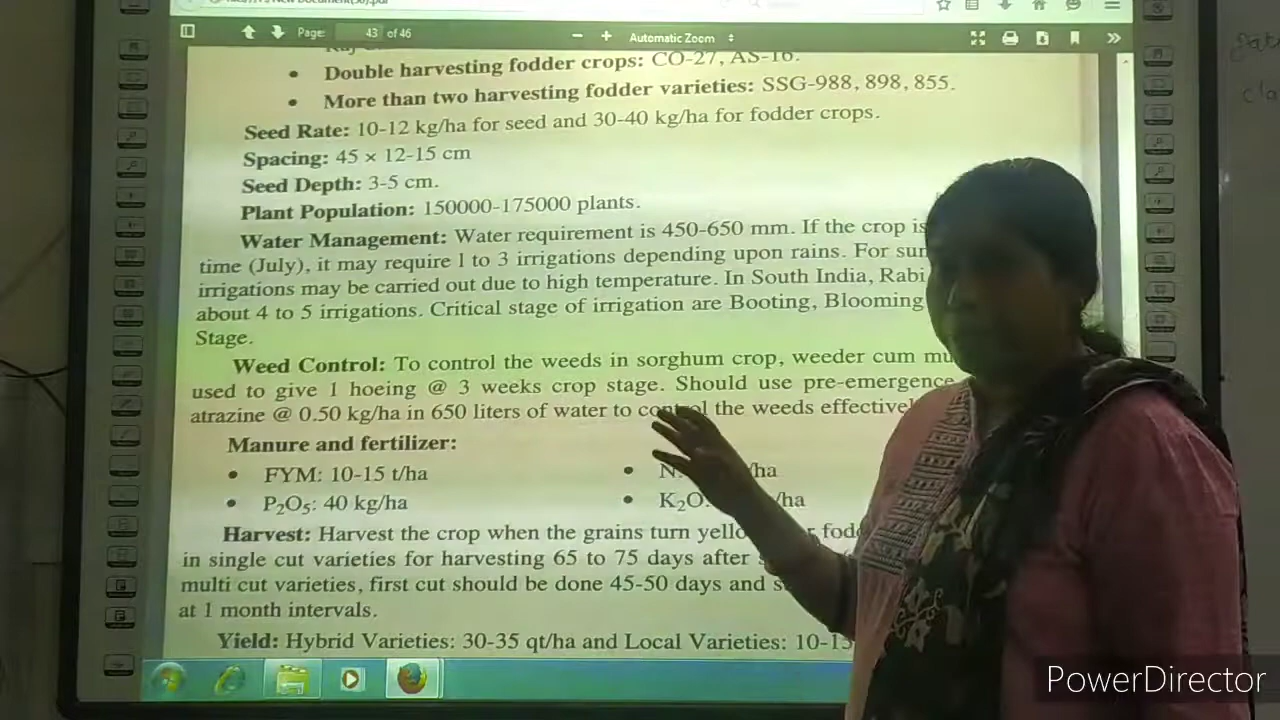 Page: 43 of 46 Automatic Zoom
• Double harvesting fodder crops: CO-27, AS-16.
• More than two harvesting fodder varieties: SSG-988, 898, 855.
Seed Rate: 10-12 kg/ha for seed and 30-40 kg/ha for fodder crops.
Spacing: 45 × 12-15 cm
Seed Depth: 3-5 cm.
Plant Population: 150000-175000 plants.
Water Management: Water requirement is 450-650 mm. If the crop is
time (July), it may require 1 to 3 irrigations depending upon rains. For
irrigations may be carried out due to high temperature. In South India, Rabi
about 4 to 5 irrigations. Critical stage of irrigation are Booting, Blooming
Stage.
Weed Control: To control the weeds in sorghum crop, weeder cum
used to give 1 hoeing @ 3 weeks crop stage. Should use pre-emergence
atrazine @ 0.50 kg/ha in 650 liters of water to control the weeds
Manure and fertilizer:
• FYM: 10-15 t/ha • N /ha
• P₂O₅: 40 kg/ha • K₂O: /ha
Harvest: Harvest the crop when the grains turn
in single cut varieties for harvesting 65 to 75 days after
multi cut varieties, first cut should be done 45-50 days and
at 1 month intervals.
Yield: Hybrid Varieties: 30-35 qt/ha and Local Varieties: 10-15
PowerDirector